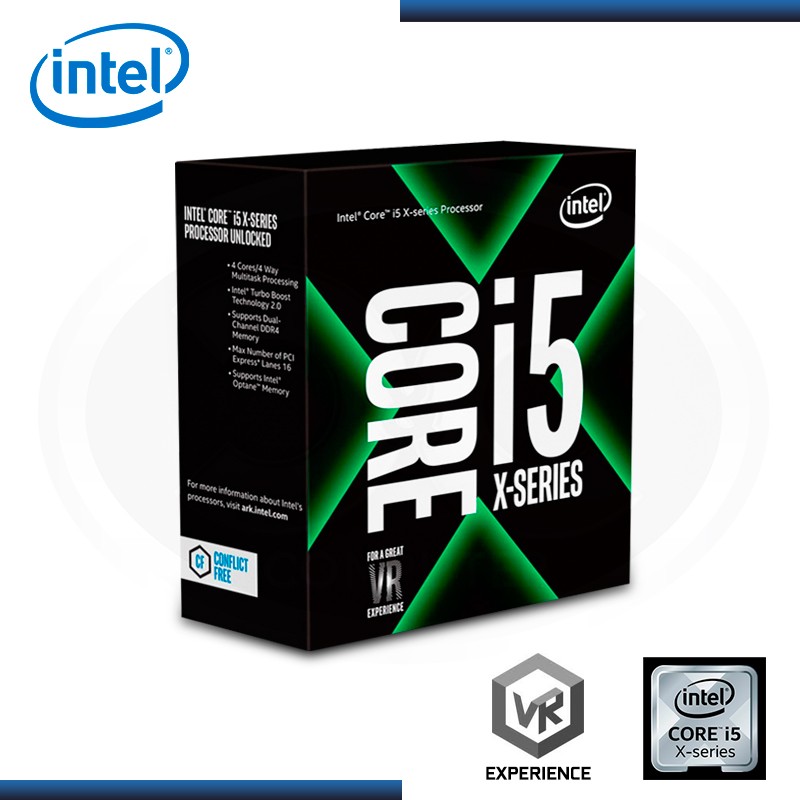 intel®
INTEL® CORE™ i5 X-SERIES
PROCESSOR UNLOCKED
• 4 Cores/4 Way
Multitask Processing
• Intel® Turbo Boost
Technology 2.0
• Supports Dual-
Channel DDR4
Memory
• Max Number of PCI
Express® Lanes 16
• Supports Intel®
Optane™ Memory
For more information about Intel's
processors, visit ark.intel.com
CF
CONFLICT
FREE
Intel® Core™ i5 X-series Processor
intel®
CORE
i5
X-SERIES
FOR A GREAT
VR
EXPERIENCE
VR
EXPERIENCE
intel®
CORE™ i5
X-series